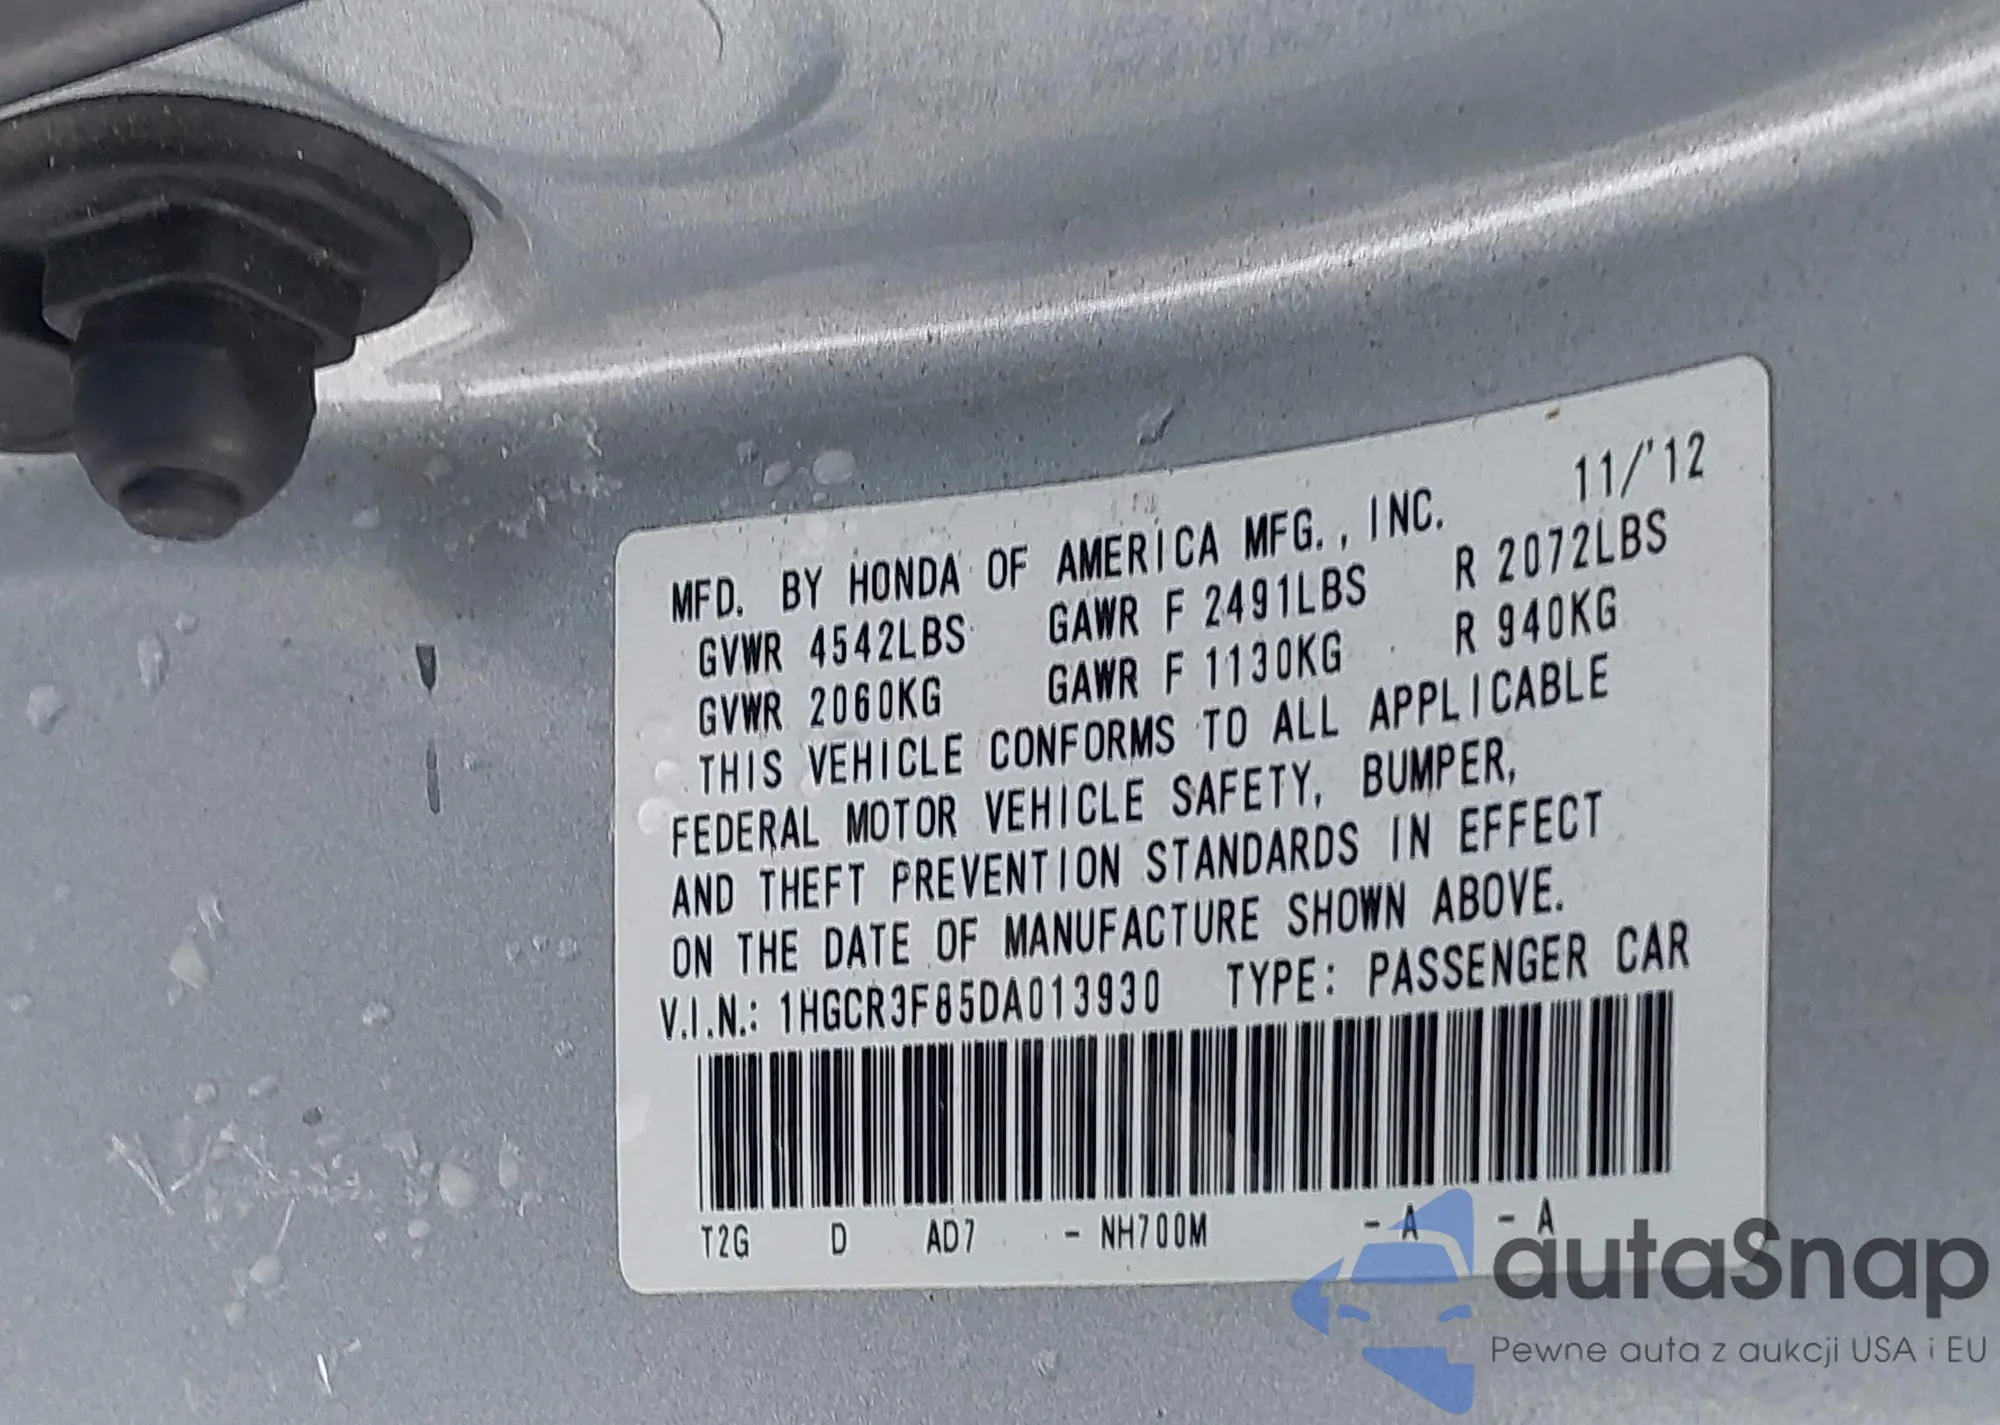 11/'12
MFD. BY HONDA OF AMERICA MFG., INC.
GVWR 4542LBS GAWR F 2491LBS R 2072LBS
GVWR 2060KG GAWR F 1130KG R 940KG
THIS VEHICLE CONFORMS TO ALL APPLICABLE
FEDERAL MOTOR VEHICLE SAFETY, BUMPER,
AND THEFT PREVENTION STANDARDS IN EFFECT
ON THE DATE OF MANUFACTURE SHOWN ABOVE.
V.I.N.: 1HGCR3F85DA013930 TYPE: PASSENGER CAR
T2G D AD7 - NH700M - A - A
autaSnap
Pewne auta z aukcji USA i EU